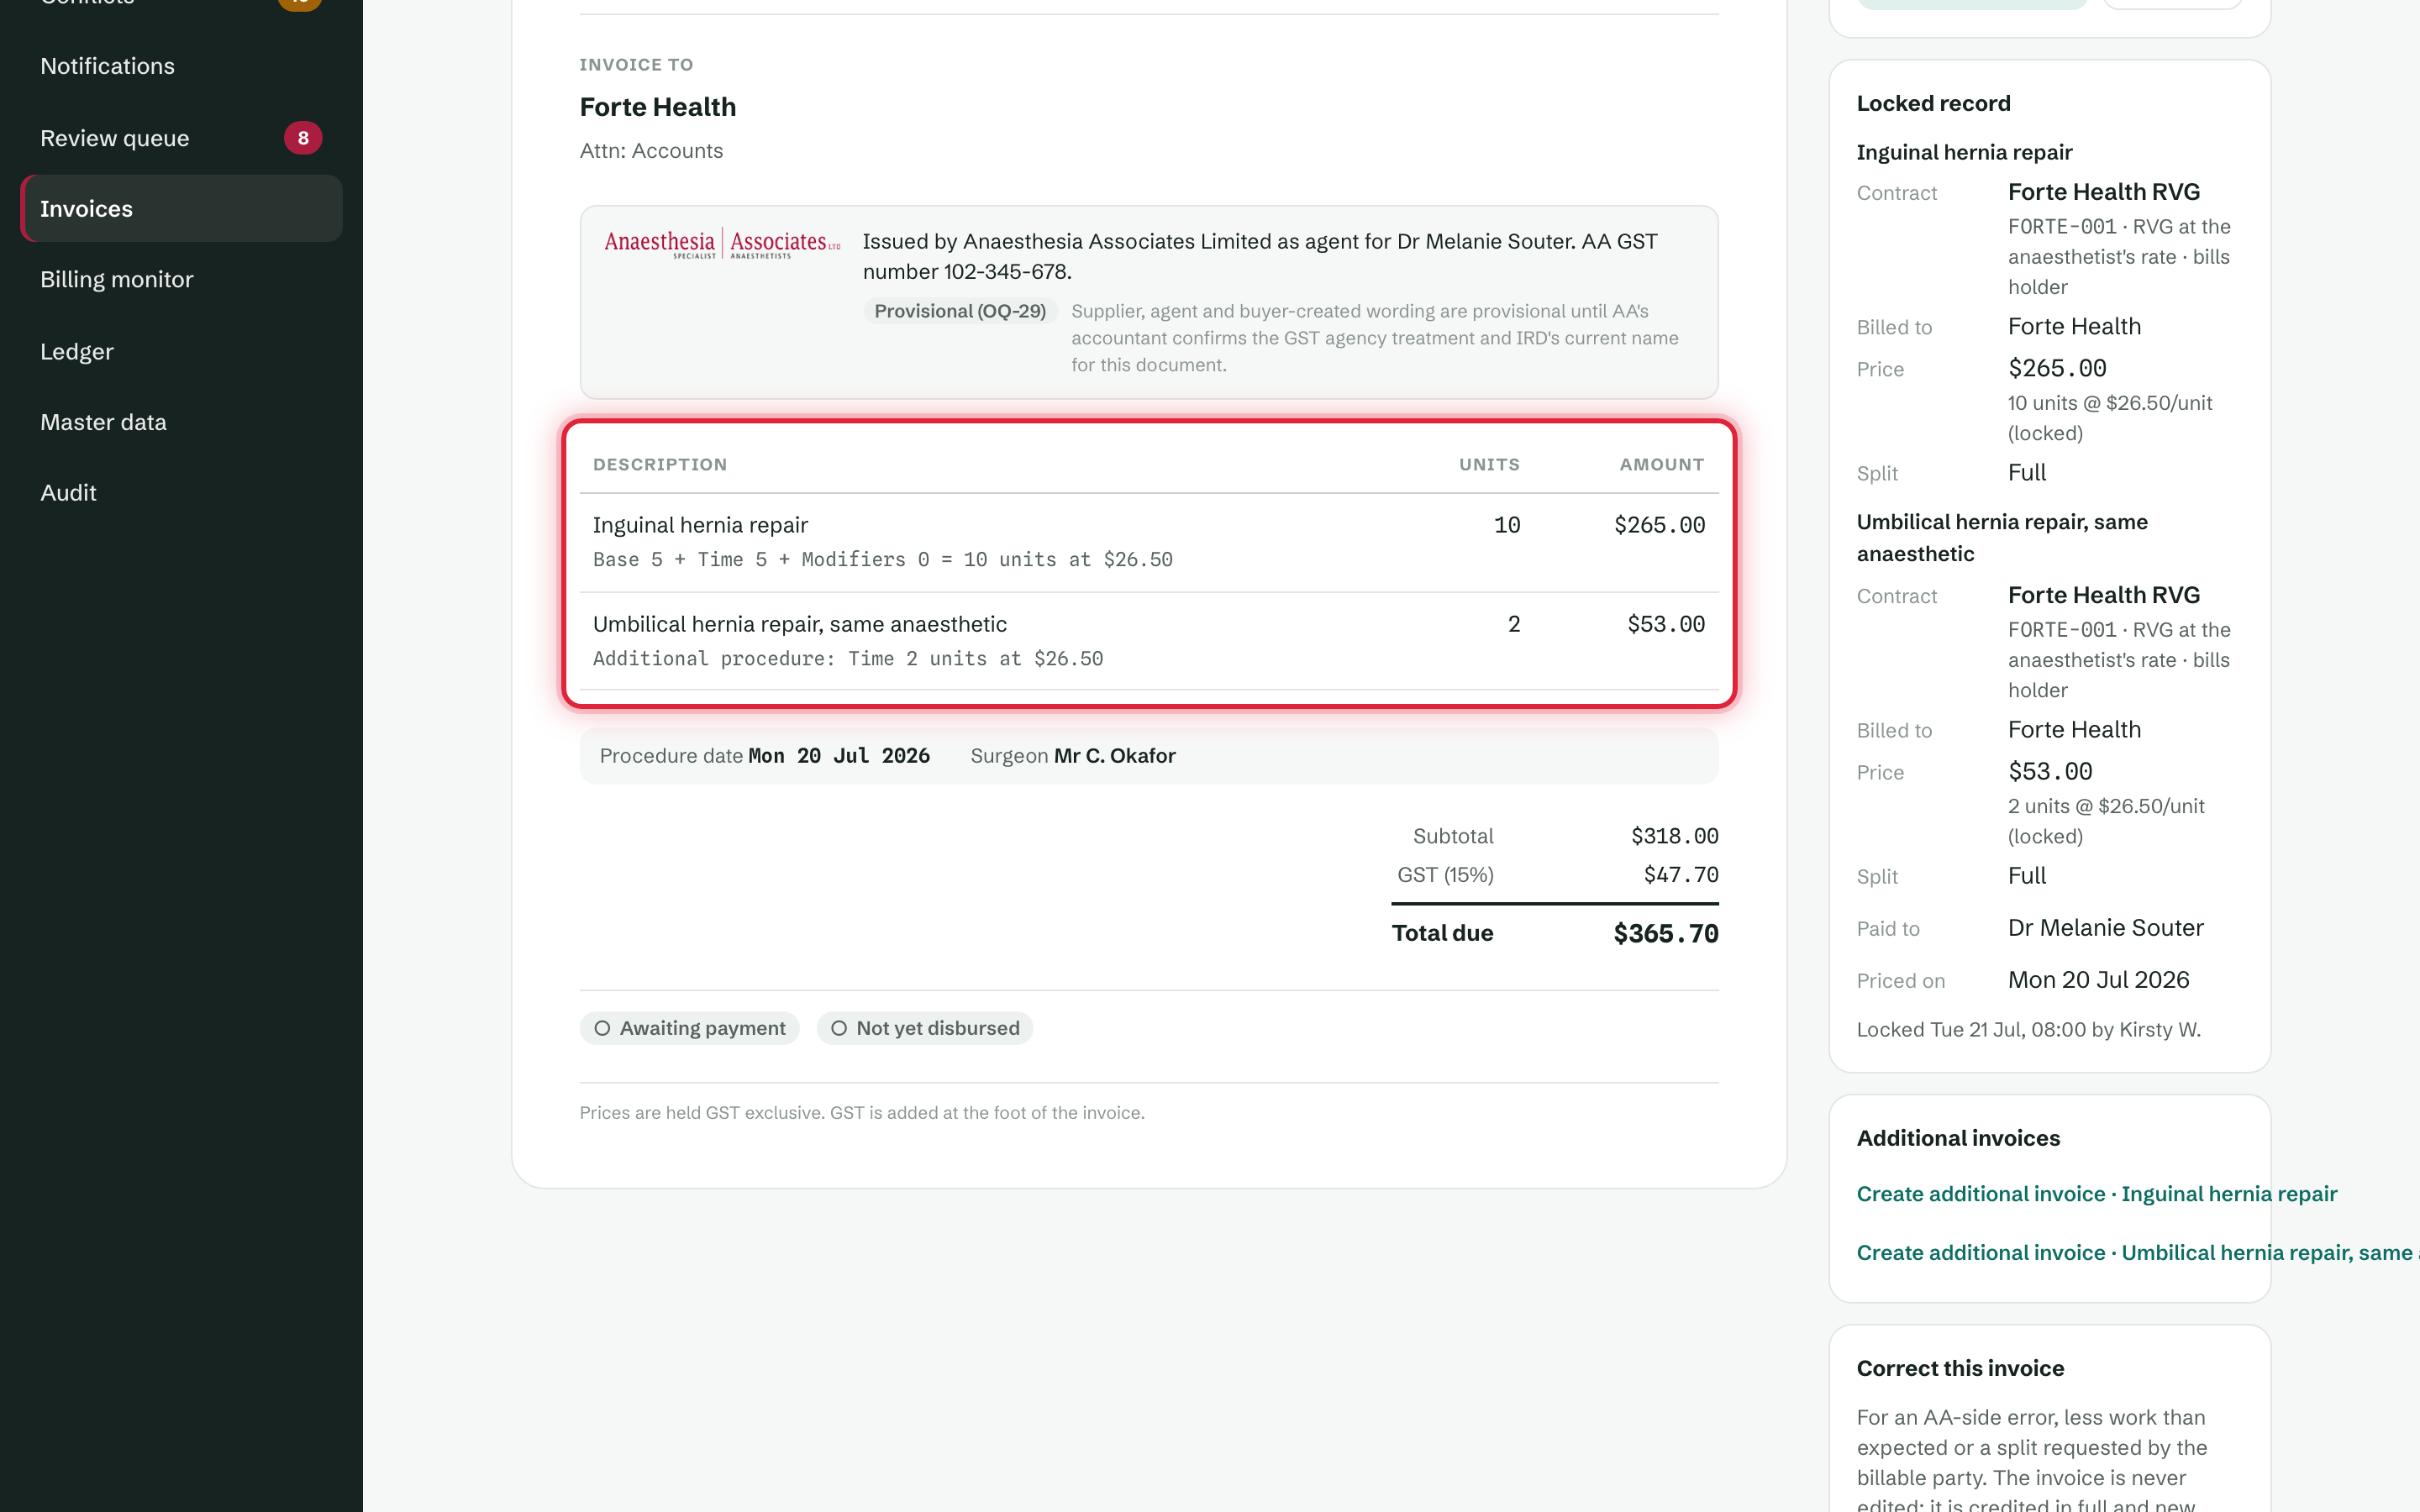 Notifications
Review queue 8
Invoices
Billing monitor
Ledger
Master data
Audit
INVOICE TO
Forte Health
Attn: Accounts
Anaesthesia Associates LTD
SPECIALIST ANAESTHETISTS
Issued by Anaesthesia Associates Limited as agent for Dr Melanie Souter. AA GST
number 102-345-678.
Provisional (OQ-29) Supplier, agent and buyer-created wording are provisional until AA's
accountant confirms the GST agency treatment and IRD's current name
for this document.
DESCRIPTION UNITS AMOUNT
Inguinal hernia repair 10 $265.00
Base 5 + Time 5 + Modifiers 0 = 10 units at $26.50
Umbilical hernia repair, same anaesthetic 2 $53.00
Additional procedure: Time 2 units at $26.50
Procedure date Mon 20 Jul 2026 Surgeon Mr C. Okafor
Subtotal $318.00
GST (15%) $47.70
Total due $365.70
Awaiting payment Not yet disbursed
Prices are held GST exclusive. GST is added at the foot of the invoice.
Locked record
Inguinal hernia repair
Contract Forte Health RVG
FORTE-001 · RVG at the
anaesthetist's rate · bills
holder
Billed to Forte Health
Price $265.00
10 units @ $26.50/unit
(locked)
Split Full
Umbilical hernia repair, same
anaesthetic
Contract Forte Health RVG
FORTE-001 · RVG at the
anaesthetist's rate · bills
holder
Billed to Forte Health
Price $53.00
2 units @ $26.50/unit
(locked)
Split Full
Paid to Dr Melanie Souter
Priced on Mon 20 Jul 2026
Locked Tue 21 Jul, 08:00 by Kirsty W.
Additional invoices
Create additional invoice · Inguinal hernia repair
Create additional invoice · Umbilical hernia repair, same
Correct this invoice
For an AA-side error, less work than
expected or a split requested by the
billable party. The invoice is never
edited: it is credited in full and new